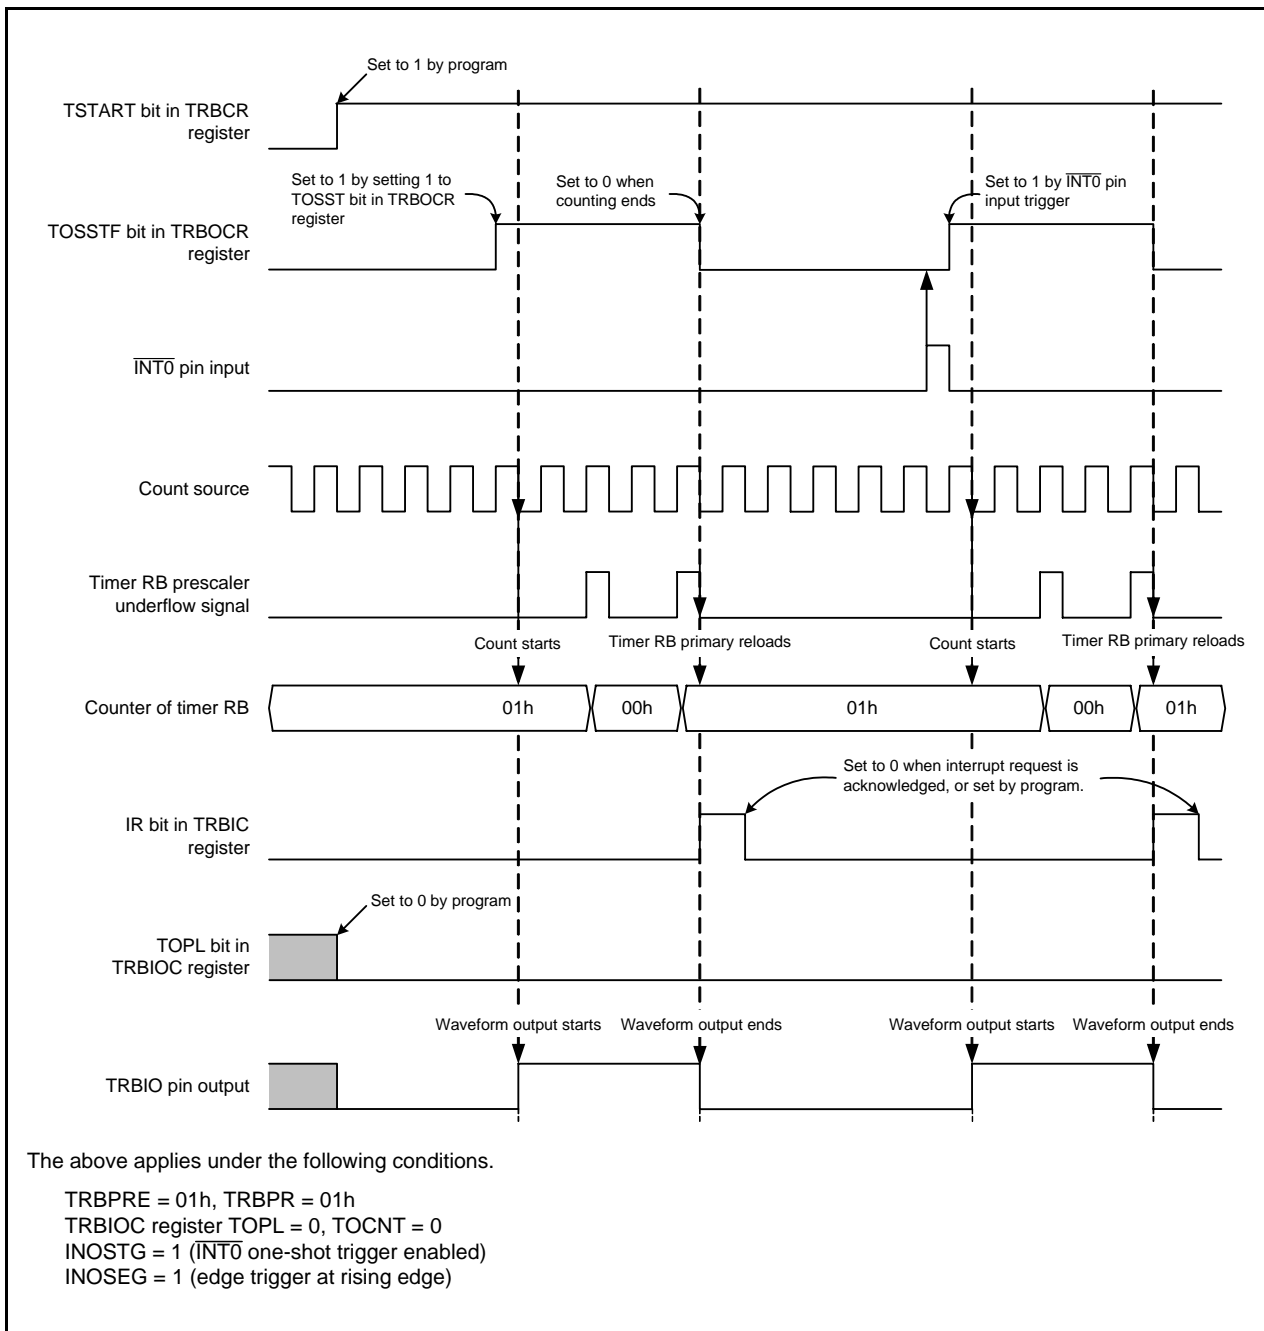 Set to 1 by program
TSTART bit in TRBCR
register
Set to 1 by setting 1 to
TOSST bit in TRBOCR
register
Set to 0 when
counting ends
Set to 1 by INT0 pin
input trigger
TOSSTF bit in TRBOCR
register
INT0 pin input
Count source
Timer RB prescaler
underflow signal
Count starts
Timer RB primary reloads
Count starts
Timer RB primary reloads
Counter of timer RB
01h
00h
01h
00h
01h
Set to 0 when interrupt request is
acknowledged, or set by program.
IR bit in TRBIC
register
Set to 0 by program
TOPL bit in
TRBIOC register
Waveform output starts
Waveform output ends
Waveform output starts
Waveform output ends
TRBIO pin output
The above applies under the following conditions.
TRBPRE = 01h, TRBPR = 01h
TRBIOC register TOPL = 0, TOCNT = 0
INOSTG = 1 (INT0 one-shot trigger enabled)
INOSEG = 1 (edge trigger at rising edge)